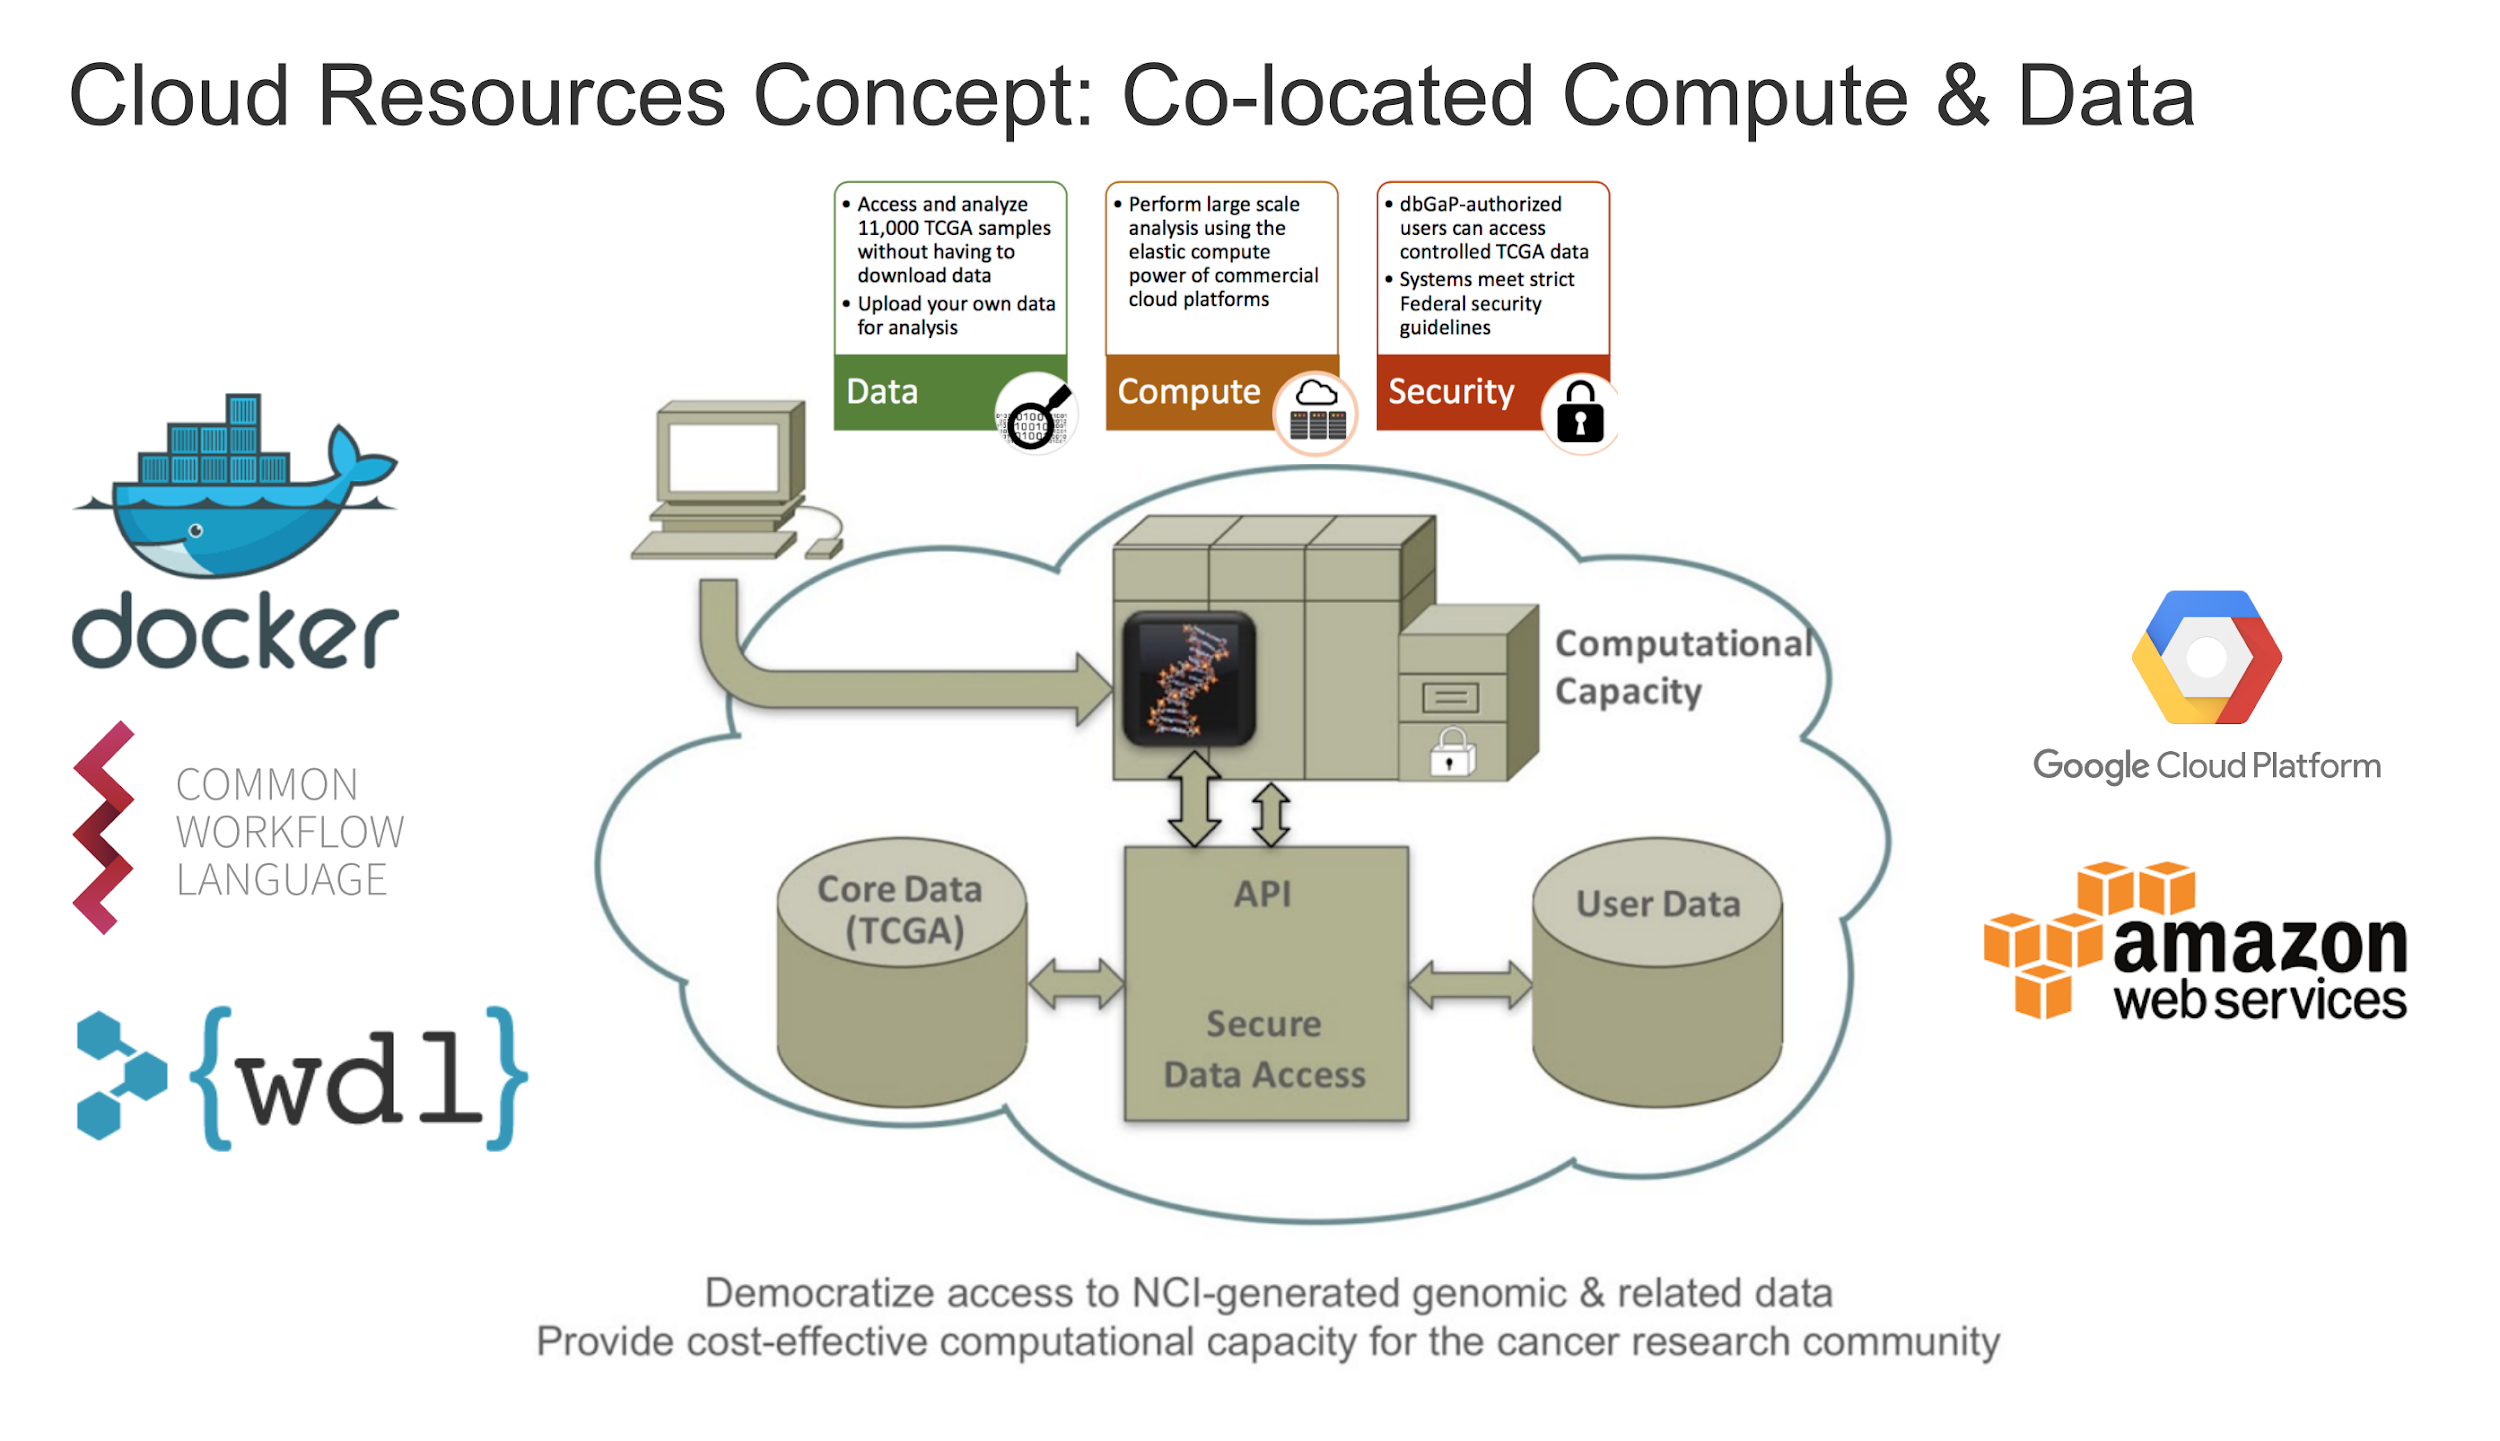 Cloud Resources Concept: Co-located Compute & Data
• Access and analyze
11,000 TCGA samples
without having to
download data
• Upload your own data
for analysis
Data
• Perform large scale
analysis using the
elastic compute
power of commercial
cloud platforms
Compute
• dbGaP-authorized
users can access
controlled TCGA data
• Systems meet strict
Federal security
guidelines
Security
docker
COMMON
WORKFLOW
LANGUAGE
{wdl}
Computational
Capacity
Core Data
(TCGA)
API
Secure
Data Access
User Data
Google Cloud Platform
amazon
web services
Democratize access to NCI-generated genomic & related data
Provide cost-effective computational capacity for the cancer research community